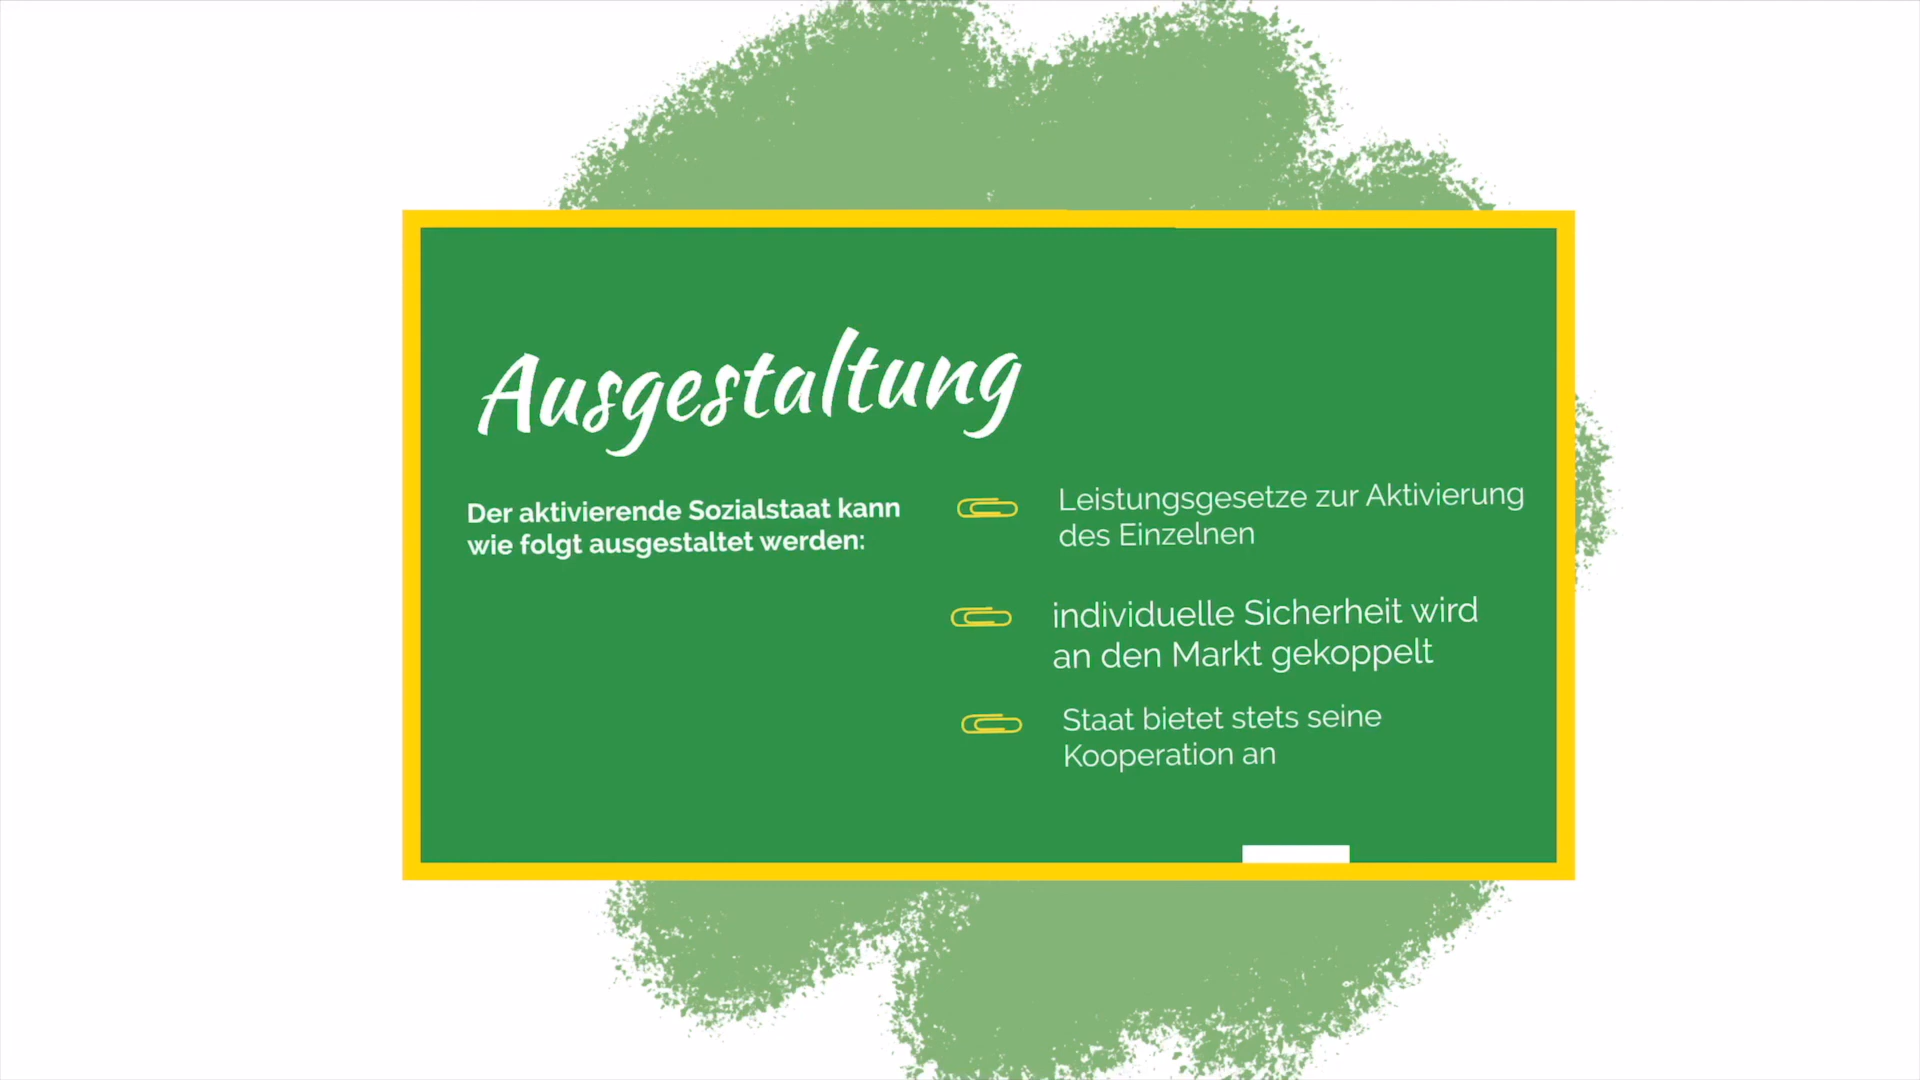 Ausgestaltung
Der aktivierende Sozialstaat kann
wie folgt ausgestaltet werden:
Leistungsgesetze zur Aktivierung
des Einzelnen
individuelle Sicherheit wird
an den Markt gekoppelt
Staat bietet stets seine
Kooperation an